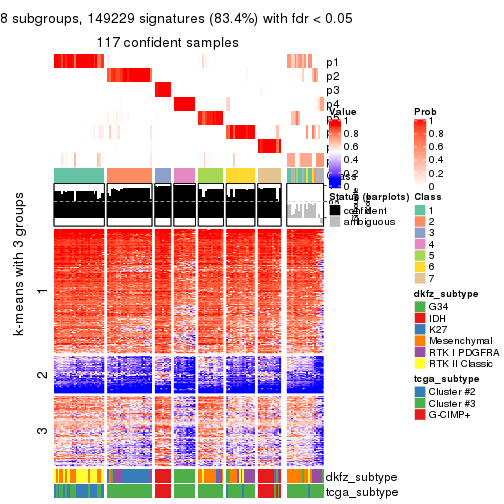 8 subgroups, 149229 signatures (83.4%) with fdr < 0.05
117 confident samples
p1
p2
p3
p4
k-means with 3 groups
1
2
3
Value
1
0.8
0.6
0.4
0.2
0
Prob
1
0.8
0.6
0.4
0.2
0
Status (barplots)
confident
ambiguous
Class
1
2
3
4
5
6
7
dkfz_subtype
G34
IDH
K27
Mesenchymal
RTK I PDGFRA
RTK II Classic
tcga_subtype
Cluster #2
Cluster #3
G-CIMP+
dkfz_subtype
tcga_subtype